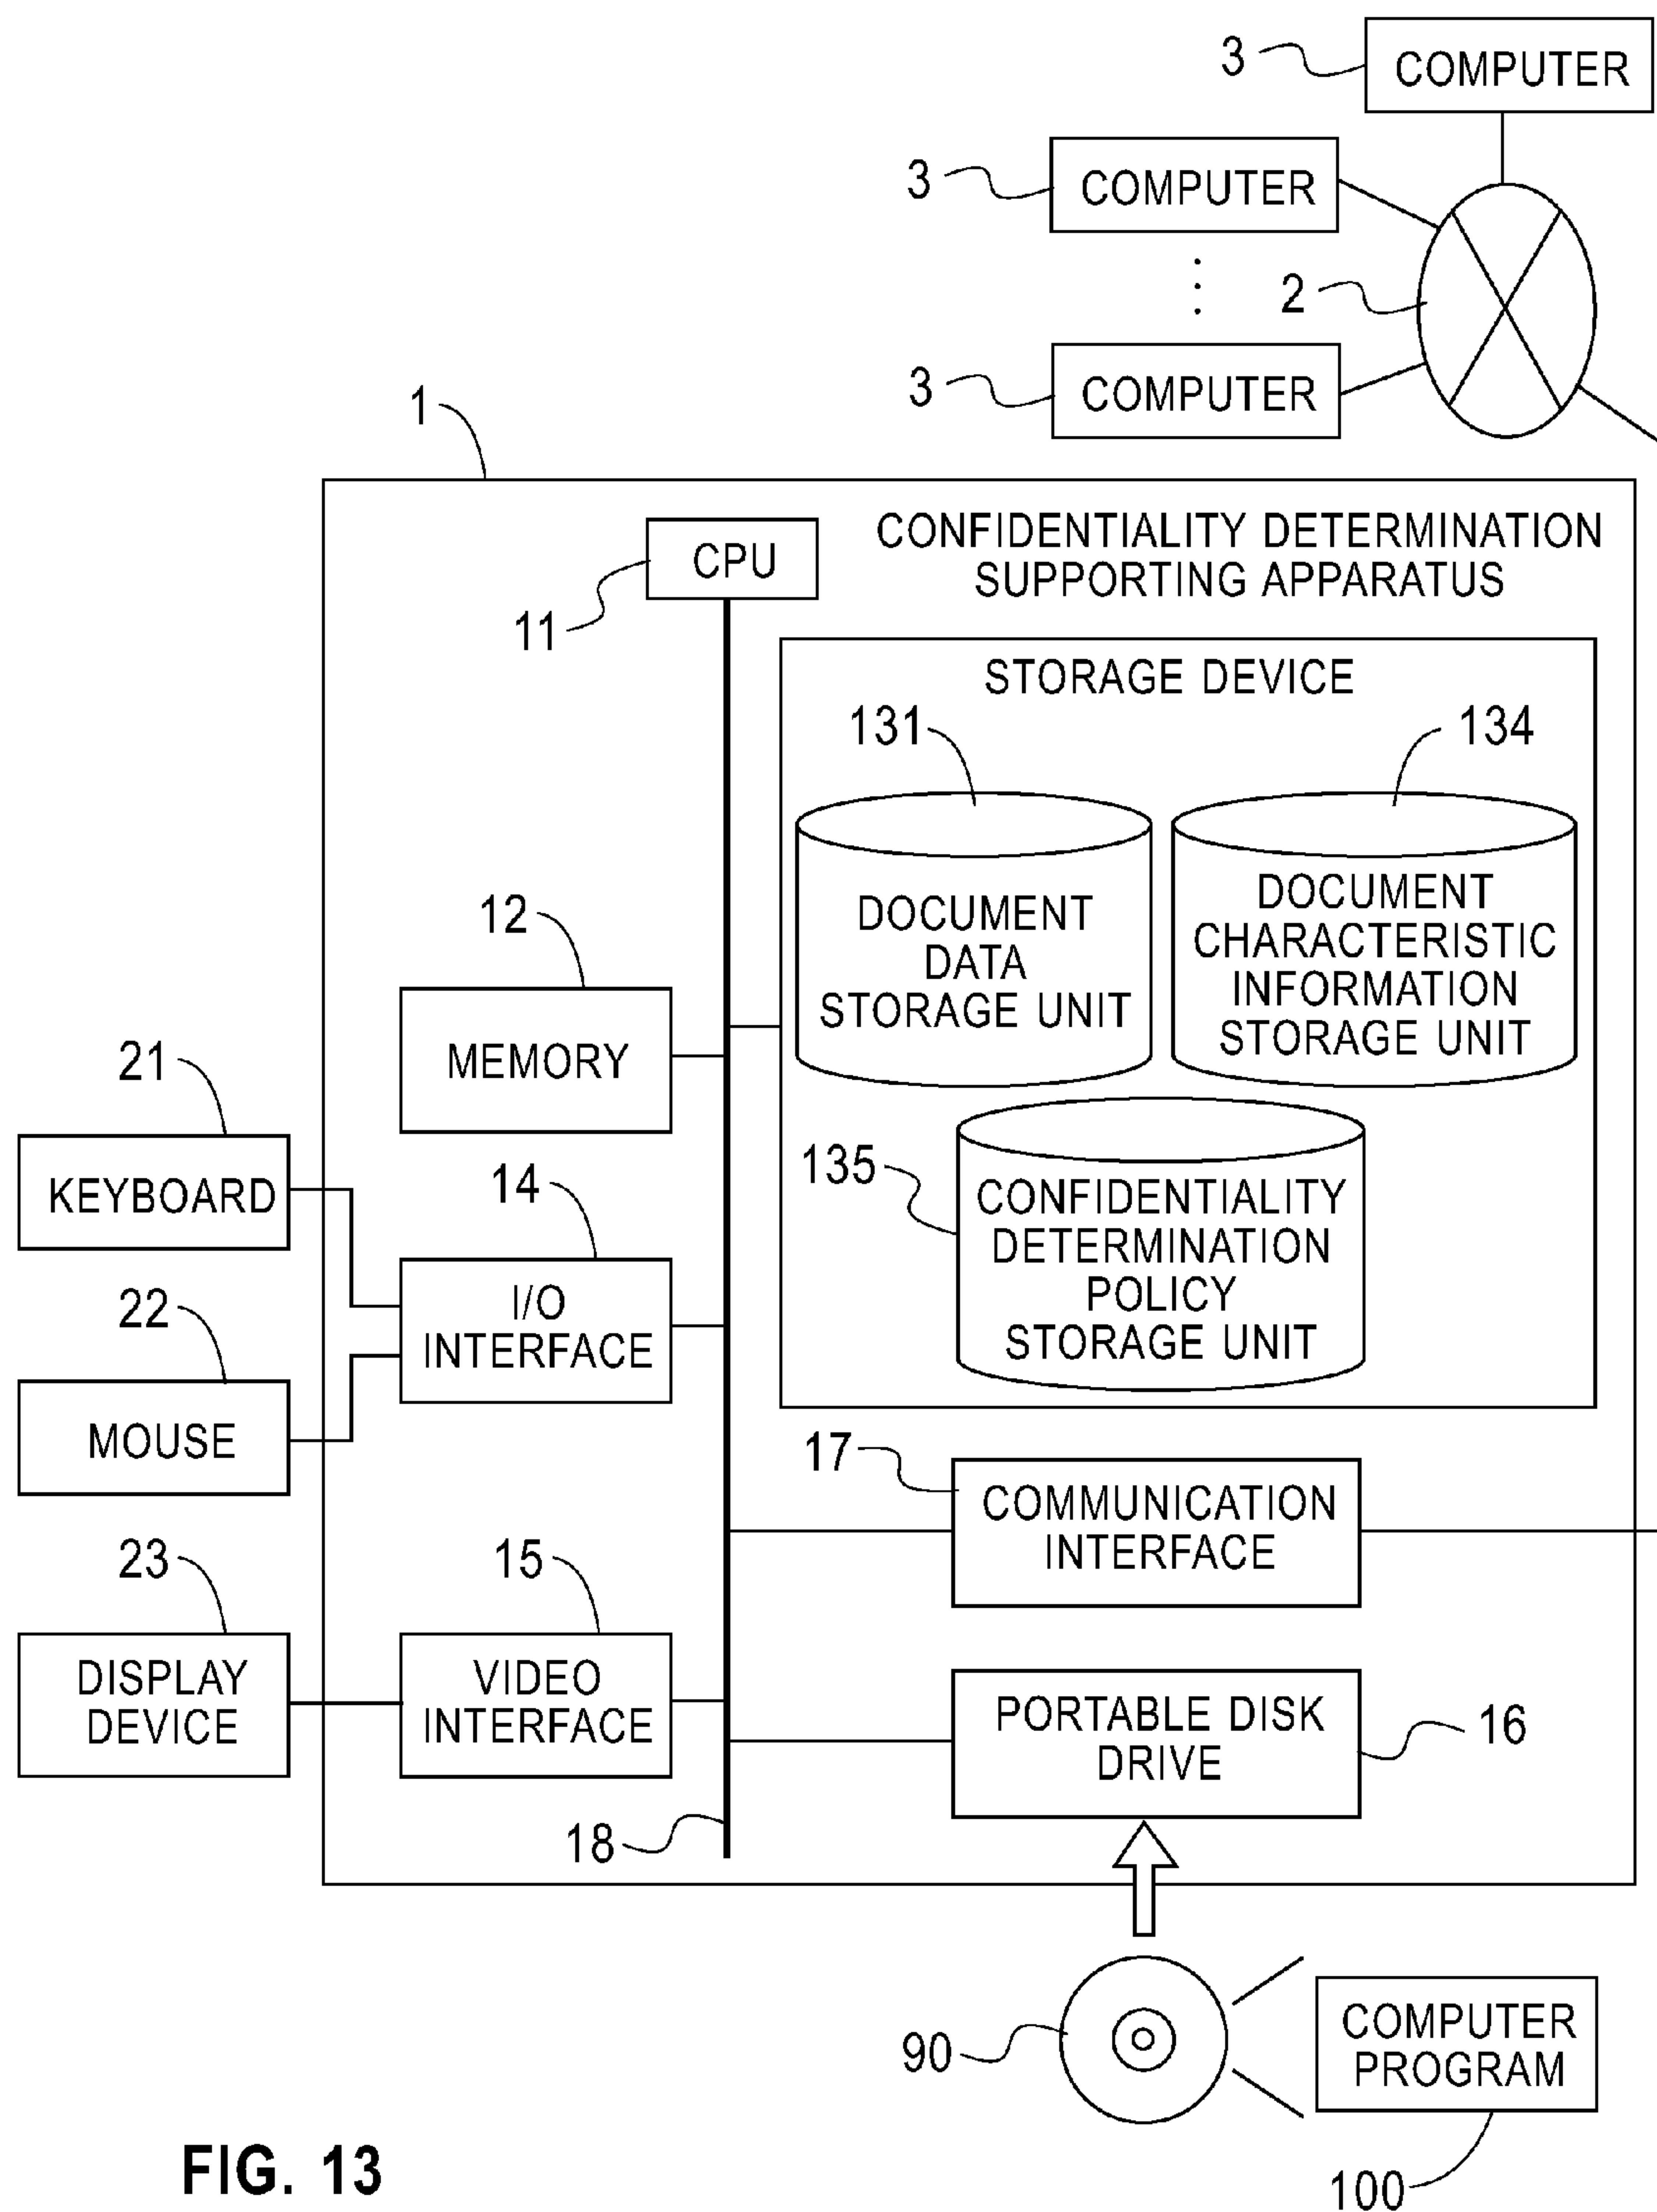 3
COMPUTER
3
COMPUTER
2
3
COMPUTER
1
CPU
11
CONFIDENTIALITY DETERMINATION
SUPPORTING APPARATUS
STORAGE DEVICE
131
134
DOCUMENT
DATA
STORAGE UNIT
DOCUMENT
CHARACTERISTIC
INFORMATION
STORAGE UNIT
12
MEMORY
21
KEYBOARD
135
CONFIDENTIALITY
DETERMINATION
POLICY
STORAGE UNIT
14
I/O
INTERFACE
22
MOUSE
17
COMMUNICATION
INTERFACE
23
DISPLAY
DEVICE
15
VIDEO
INTERFACE
PORTABLE DISK
DRIVE
16
18
90
COMPUTER
PROGRAM
100
FIG. 13